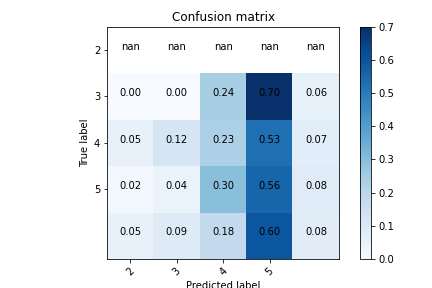 Confusion matrix
2 nan nan nan nan nan
3 0.00 0.00 0.24 0.70 0.06
4 0.05 0.12 0.23 0.53 0.07
5 0.02 0.04 0.30 0.56 0.08
0.05 0.09 0.18 0.60 0.08
True label
2 3 4 5
Predicted label
0.7
0.6
0.5
0.4
0.3
0.2
0.1
0.0